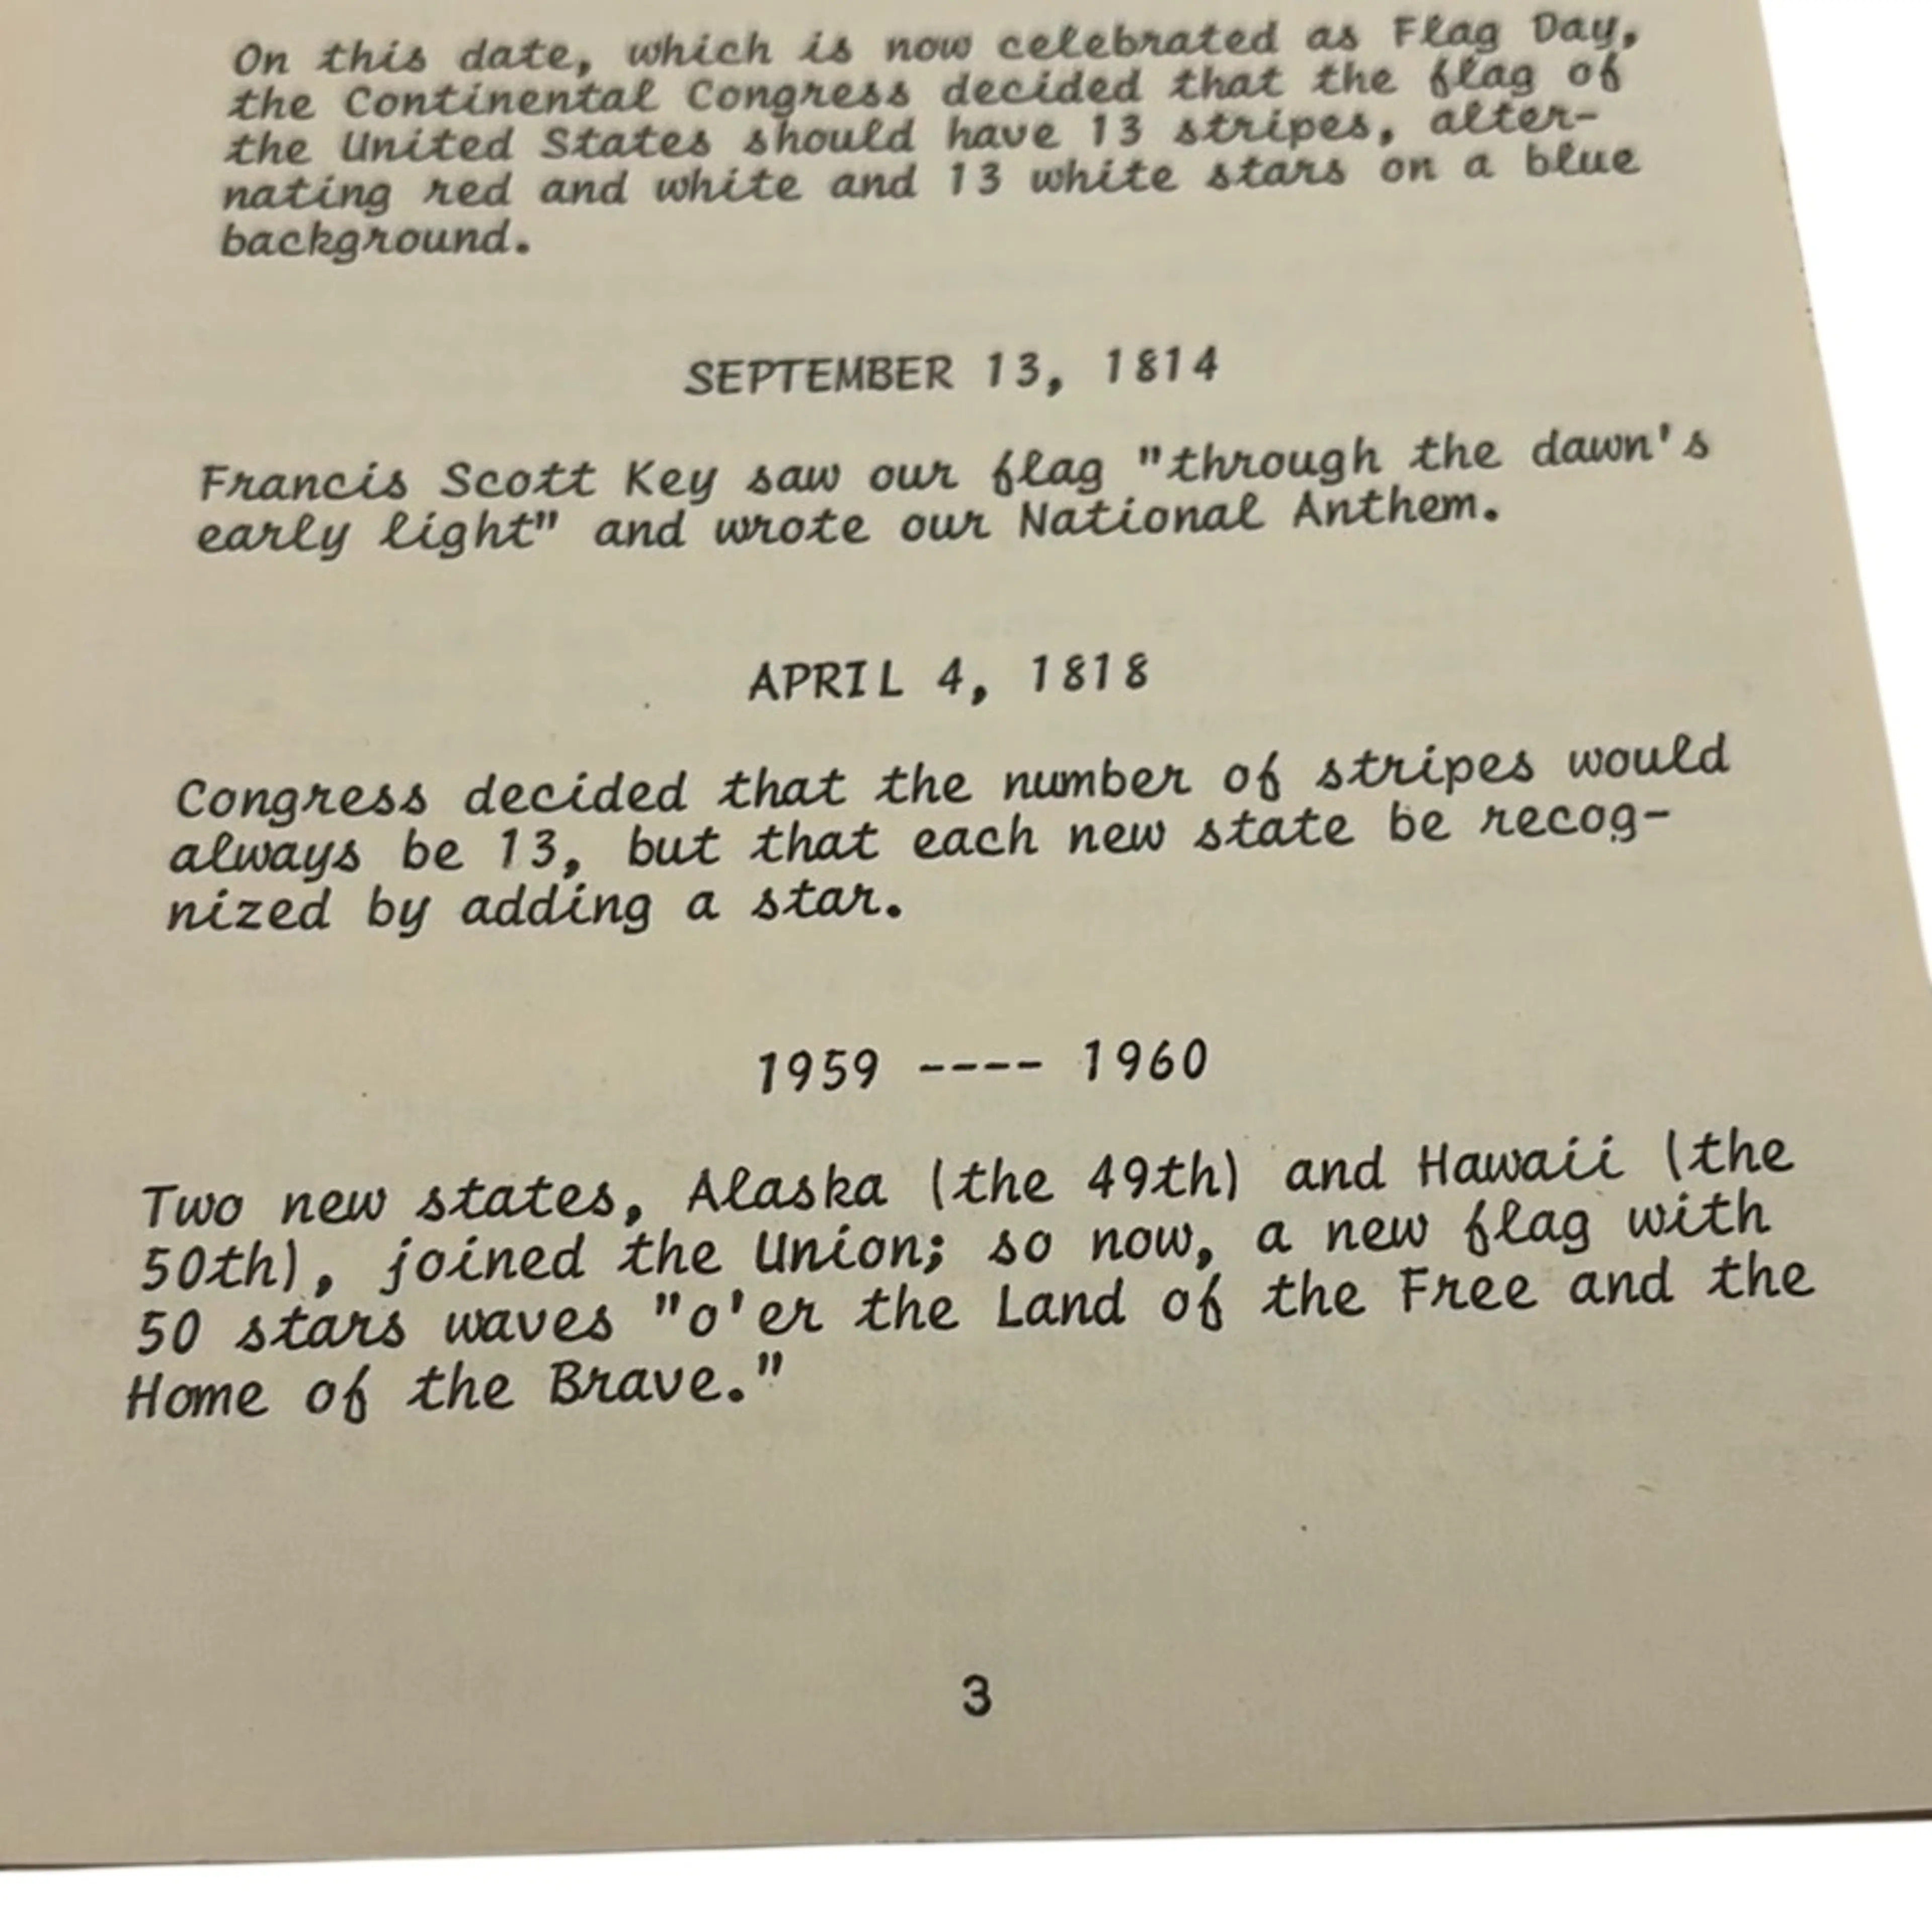 On this date, which is now celebrated as Flag Day,
the Continental Congress decided that the flag of
the United States should have 13 stripes, alter-
nating red and white and 13 white stars on a blue
background.
SEPTEMBER 13, 1814
Francis Scott Key saw our flag "through the dawn's
early light" and wrote our National Anthem.
APRIL 4, 1818
Congress decided that the number of stripes would
always be 13, but that each new state be recog-
nized by adding a star.
1959 ---- 1960
Two new states, Alaska (the 49th) and Hawaii (the
50th), joined the Union; so now, a new flag with
50 stars waves "o'er the Land of the Free and the
Home of the Brave."
3